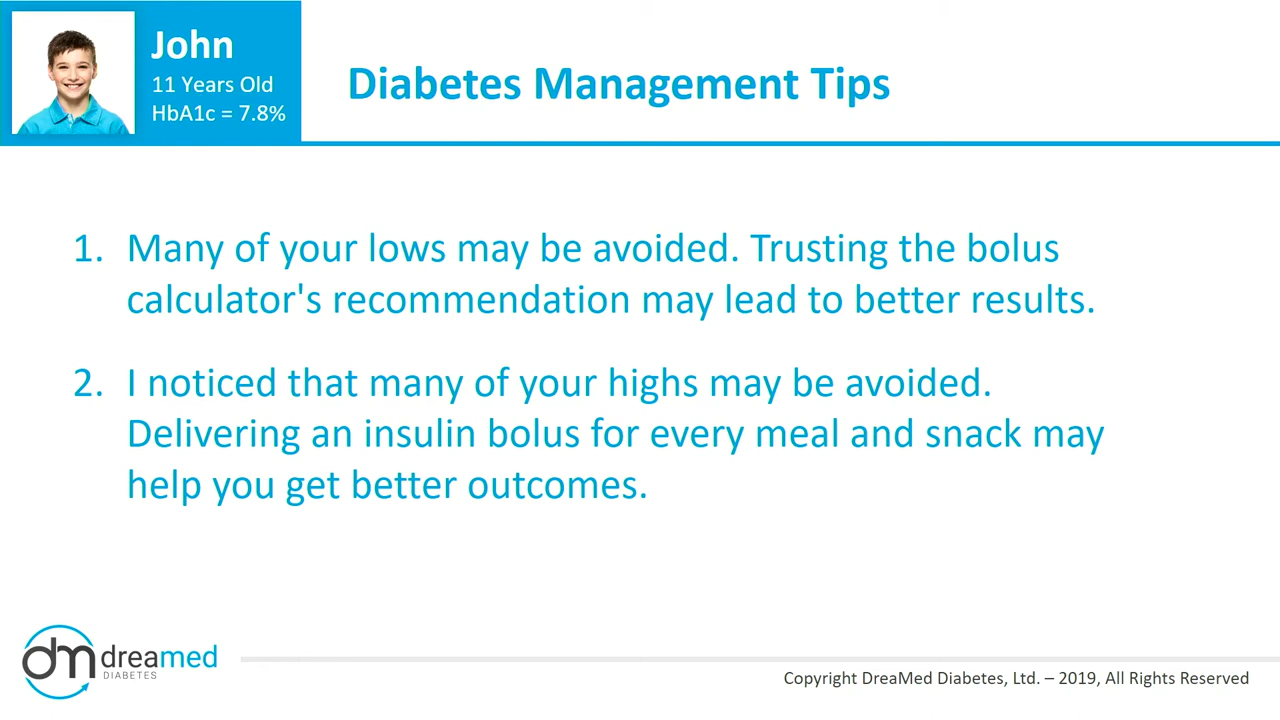 John
11 Years Old
HbA1c = 7.8%
Diabetes Management Tips
1. Many of your lows may be avoided. Trusting the bolus
calculator's recommendation may lead to better results.
2. I noticed that many of your highs may be avoided.
Delivering an insulin bolus for every meal and snack may
help you get better outcomes.
dm dreamed
DIABETES
Copyright DreaMed Diabetes, Ltd. – 2019, All Rights Reserved